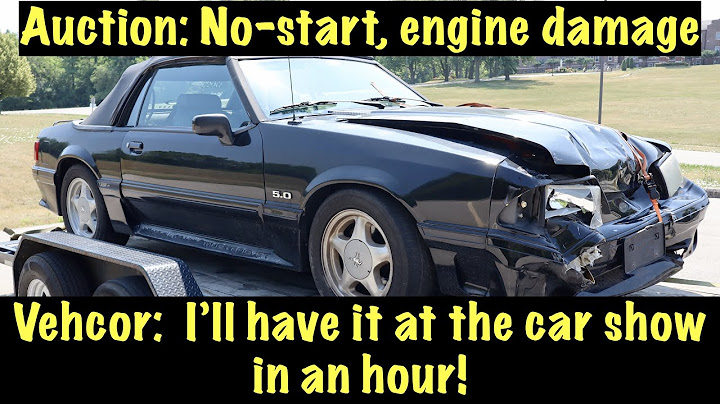 Auction: No-start, engine damage
5.0
Vehcor: I'll have it at the car show
in an hour!